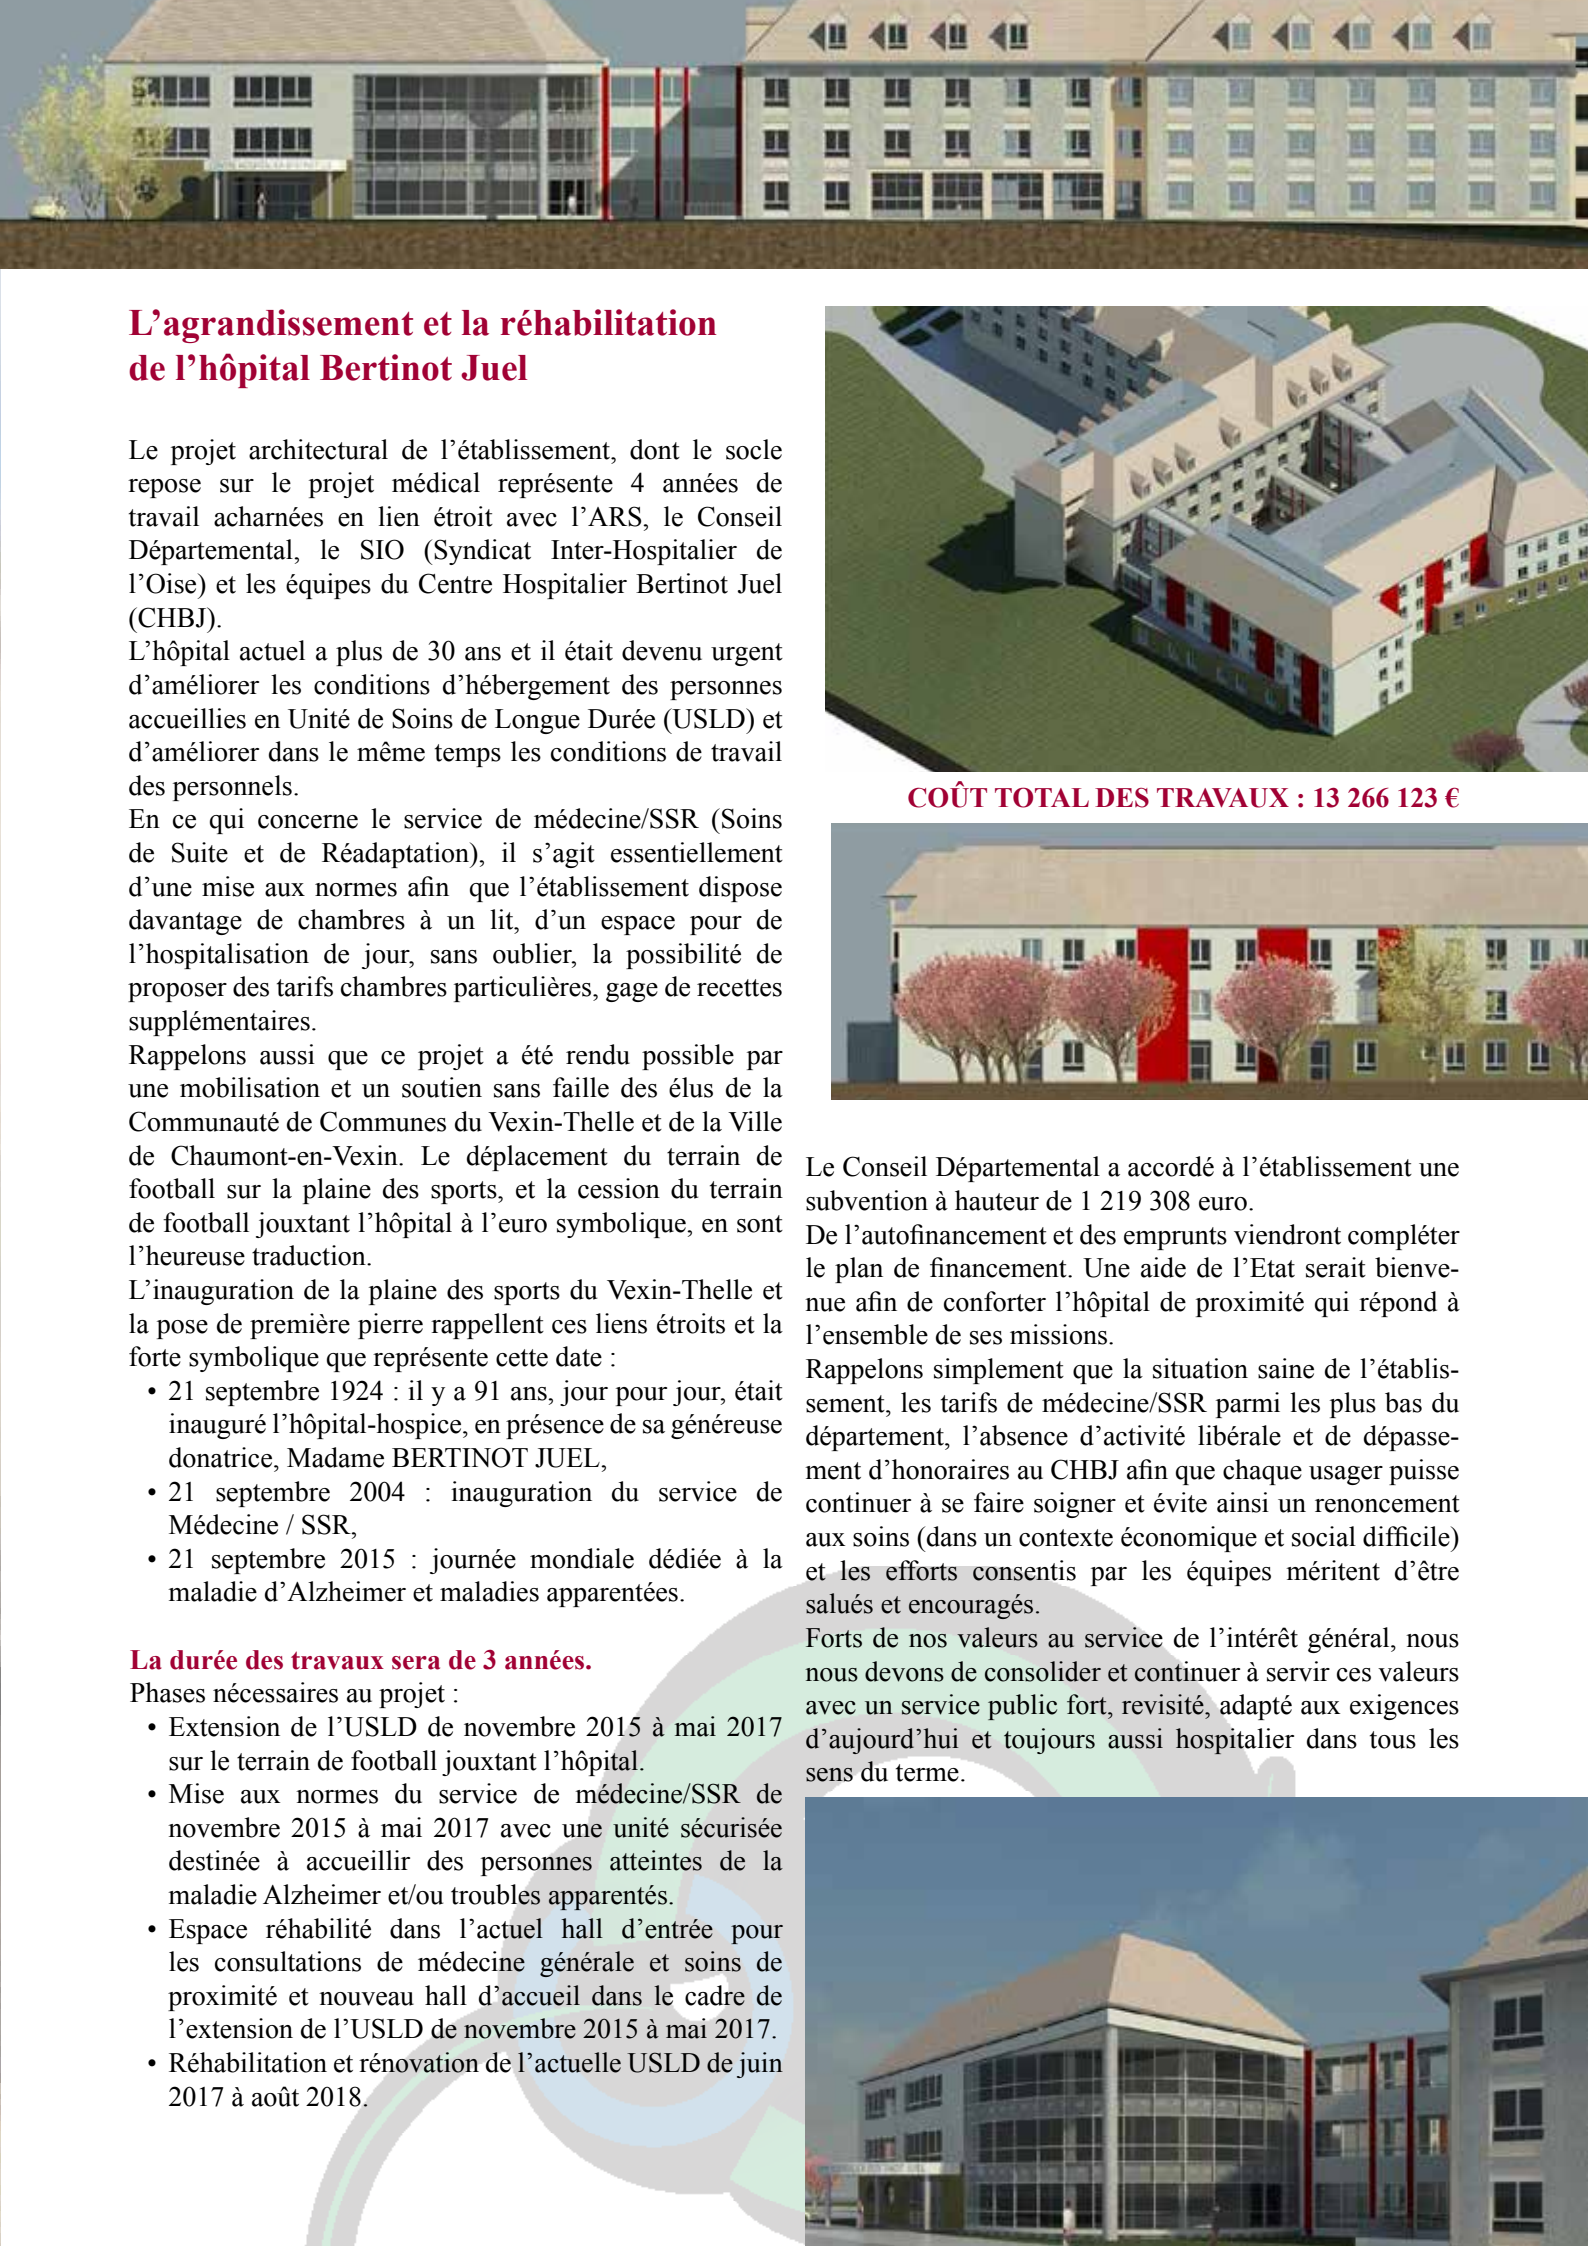 L’agrandissement et la réhabilitation
de l’hôpital Bertinot Juel
Le projet architectural de l’établissement, dont le socle
repose sur le projet médical représente 4 années de
travail acharnées en lien étroit avec l’ARS, le Conseil
Départemental, le SIO (Syndicat Inter-Hospitalier de
l’Oise) et les équipes du Centre Hospitalier Bertinot Juel
(CHBJ).
L’hôpital actuel a plus de 30 ans et il était devenu urgent
d’améliorer les conditions d’hébergement des personnes
accueillies en Unité de Soins de Longue Durée (USLD) et
d’améliorer dans le même temps les conditions de travail
des personnels.
En ce qui concerne le service de médecine/SSR (Soins
de Suite et de Réadaptation), il s’agit essentiellement
d’une mise aux normes afin que l’établissement dispose
davantage de chambres à un lit, d’un espace pour de
l’hospitalisation de jour, sans oublier, la possibilité de
proposer des tarifs chambres particulières, gage de recettes
supplémentaires.
Rappelons aussi que ce projet a été rendu possible par
une mobilisation et un soutien sans faille des élus de la
Communauté de Communes du Vexin-Thelle et de la Ville
de Chaumont-en-Vexin. Le déplacement du terrain de
football sur la plaine des sports, et la cession du terrain
de football jouxtant l’hôpital à l’euro symbolique, en sont
l’heureuse traduction.
L’inauguration de la plaine des sports du Vexin-Thelle et
la pose de première pierre rappellent ces liens étroits et la
forte symbolique que représente cette date :
• 21 septembre 1924 : il y a 91 ans, jour pour jour, était
inauguré l’hôpital-hospice, en présence de sa généreuse
donatrice, Madame BERTINOT JUEL,
• 21 septembre 2004 : inauguration du service de
Médecine / SSR,
• 21 septembre 2015 : journée mondiale dédiée à la
maladie d’Alzheimer et maladies apparentées.
La durée des travaux sera de 3 années.
Phases nécessaires au projet :
• Extension de l’USLD de novembre 2015 à mai 2017
sur le terrain de football jouxtant l’hôpital.
• Mise aux normes du service de médecine/SSR de
novembre 2015 à mai 2017 avec une unité sécurisée
destinée à accueillir des personnes atteintes de la
maladie Alzheimer et/ou troubles apparentés.
• Espace réhabilité dans l’actuel hall d’entrée pour
les consultations de médecine générale et soins de
proximité et nouveau hall d’accueil dans le cadre de
l’extension de l’USLD de novembre 2015 à mai 2017.
• Réhabilitation et rénovation de l’actuelle USLD de juin
2017 à août 2018.
COÛT TOTAL DES TRAVAUX : 13 266 123 €
Le Conseil Départemental a accordé à l’établissement une
subvention à hauteur de 1 219 308 euro.
De l’autofinancement et des emprunts viendront compléter
le plan de financement. Une aide de l’Etat serait bienve-
nue afin de conforter l’hôpital de proximité qui répond à
l’ensemble de ses missions.
Rappelons simplement que la situation saine de l’établis-
sement, les tarifs de médecine/SSR parmi les plus bas du
département, l’absence d’activité libérale et de dépasse-
ment d’honoraires au CHBJ afin que chaque usager puisse
continuer à se faire soigner et évite ainsi un renoncement
aux soins (dans un contexte économique et social difficile)
et les efforts consentis par les équipes méritent d’être
salués et encouragés.
Forts de nos valeurs au service de l’intérêt général, nous
nous devons de consolider et continuer à servir ces valeurs
avec un service public fort, revisité, adapté aux exigences
d’aujourd’hui et toujours aussi hospitalier dans tous les
sens du terme.